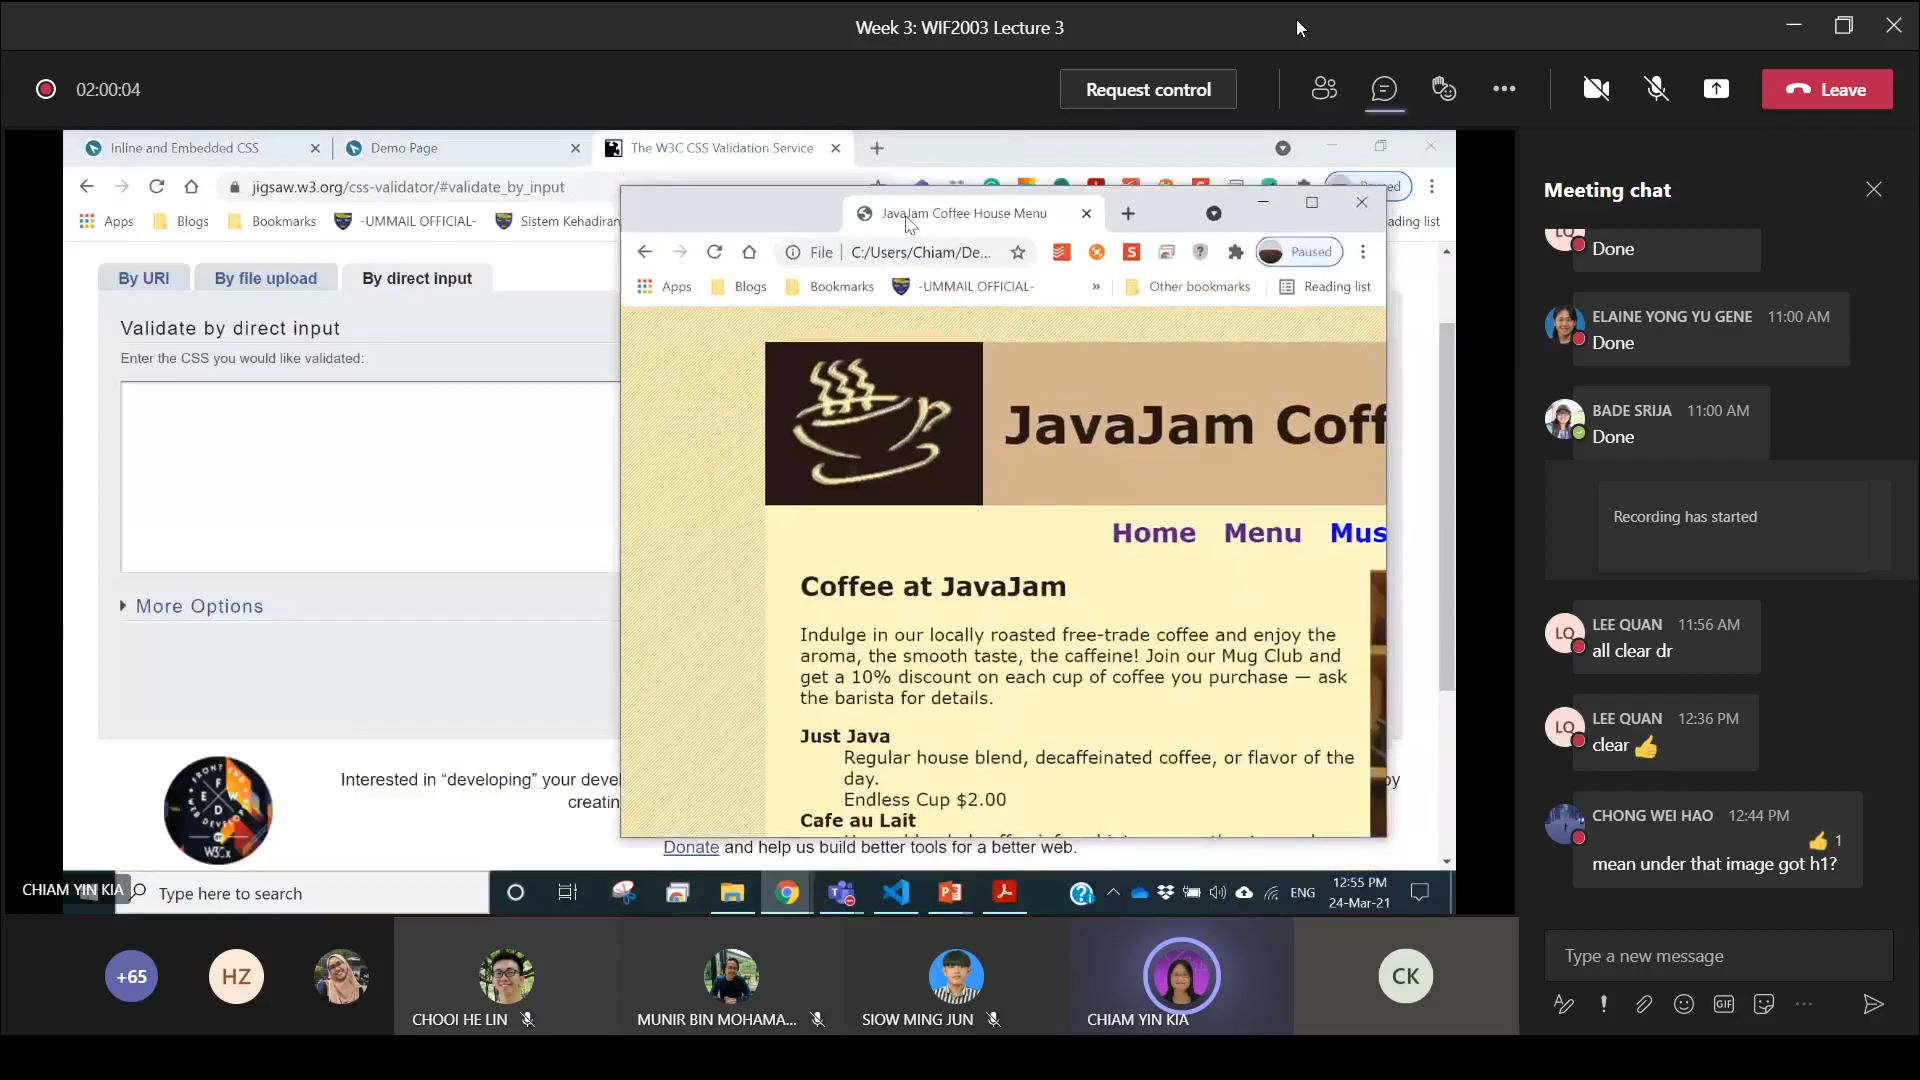 Week 3: WIF2003 Lecture 3
02:00:04
Request control
Leave
Inline and Embedded CSS
Demo Page
The W3C CSS Validation Service
jigsaw.w3.org/css-validator/#validate_by_input
Apps
Blogs
Bookmarks
-UMMAIL OFFICIAL-
Sistem Kehadiran
ading list
By URI
By file upload
By direct input
Validate by direct input
Enter the CSS you would like validated:
More Options
Interested in “developing” your deve
by
creatin
Donate and help us build better tools for a better web.
W3Cx
JavaJam Coffee House Menu
File
C:/Users/Chiam/De...
Paused
Apps
Blogs
Bookmarks
-UMMAIL OFFICIAL-
»
Other bookmarks
Reading list
JavaJam Coff
Home Menu Mus
Coffee at JavaJam
Indulge in our locally roasted free-trade coffee and enjoy the
aroma, the smooth taste, the caffeine! Join our Mug Club and
get a 10% discount on each cup of coffee you purchase — ask
the barista for details.
Just Java
Regular house blend, decaffeinated coffee, or flavor of the
day.
Endless Cup $2.00
Cafe au Lait
CHIAM YIN KIA
Type here to search
ENG
12:55 PM
24-Mar-21
+65
HZ
CHOOI HE LIN
MUNIR BIN MOHAMA...
SIOW MING JUN
CHIAM YIN KIA
CK
Meeting chat
LQ
Done
ELAINE YONG YU GENE 11:00 AM
Done
BADE SRIJA 11:00 AM
Done
Recording has started
LQ
LEE QUAN 11:56 AM
all clear dr
LQ
LEE QUAN 12:36 PM
clear 👍
CHONG WEI HAO 12:44 PM
👍 1
mean under that image got h1?
Type a new message
GIF